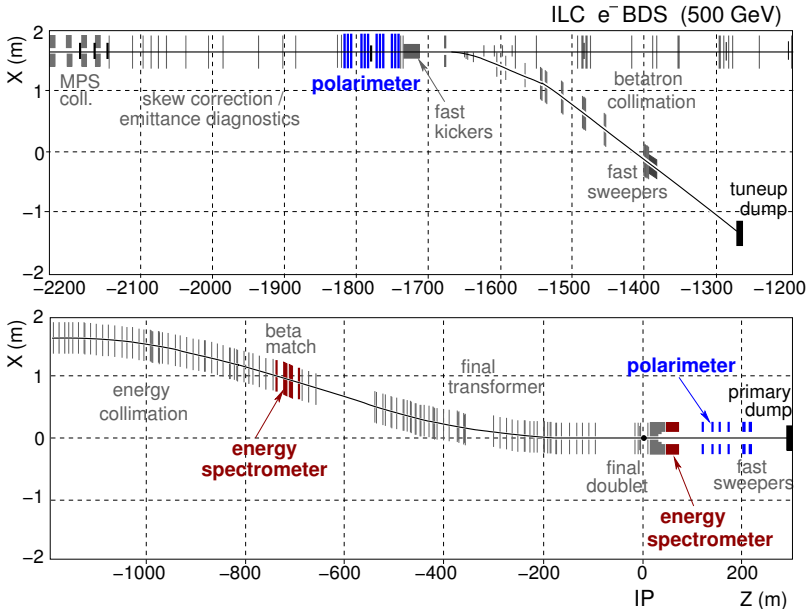 ILC e− BDS (500 GeV)
X (m)
2
1
0
−1
−2
MPS
coll.
skew correction /
emittance diagnostics
polarimeter
fast
kickers
betatron
collimation
fast
sweepers
tuneup
dump
−2200 −2100 −2000 −1900 −1800 −1700 −1600 −1500 −1400 −1300 −1200
X (m)
2
1
0
−1
−2
energy
collimation
beta
match
energy
spectrometer
final
transformer
polarimeter
primary
dump
final
doublet
fast
sweepers
energy
spectrometer
−1000 −800 −600 −400 −200 0 200
IP Z (m)